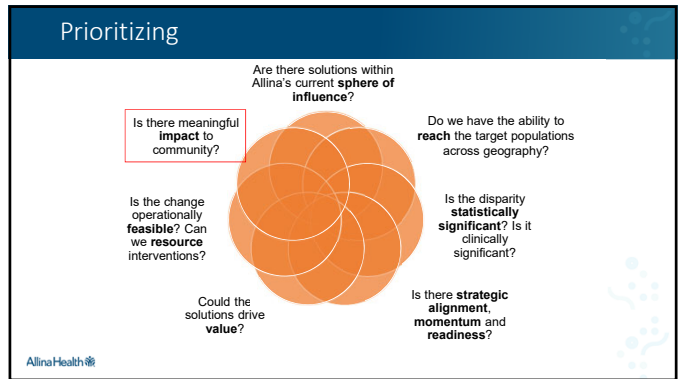 Prioritizing
Are there solutions within
Allina's current sphere of
influence?
Is there meaningful
impact to
community?
Do we have the ability to
reach the target populations
across geography?
Is the change
operationally
feasible? Can
we resource
interventions?
Is the disparity
statistically
significant? Is it
clinically
significant?
Could the
solutions drive
value?
Is there strategic
alignment,
momentum and
readiness?
AllinaHealth